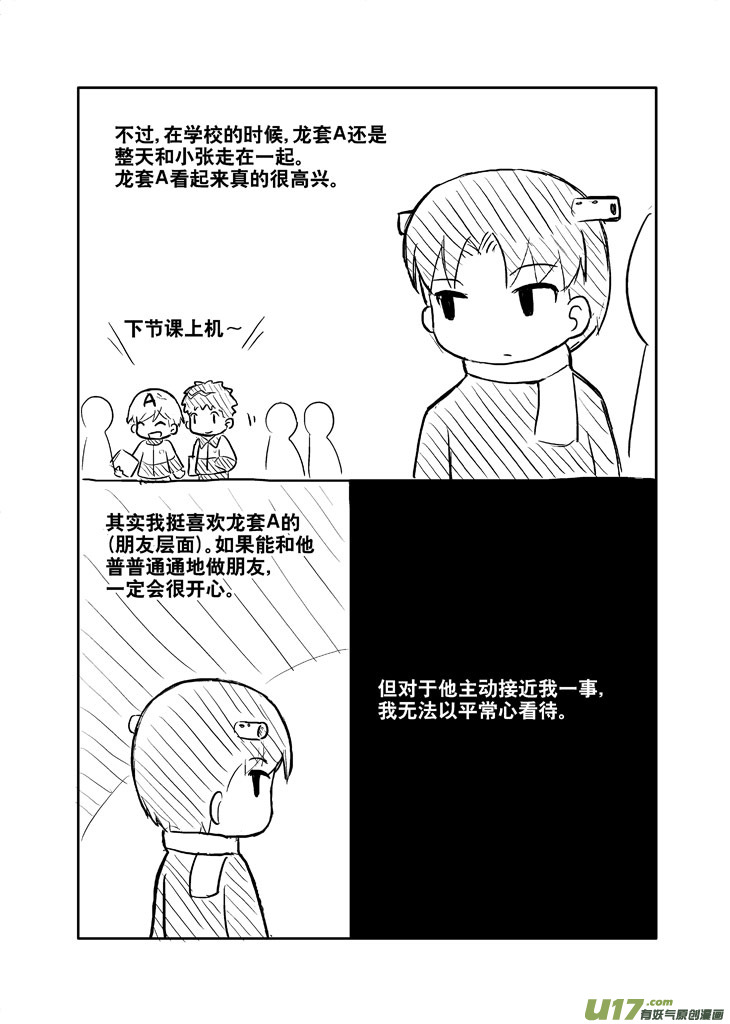 不过,在学校的时候,龙套A还是
整天和小张走在一起。
龙套A看起来真的很高兴。
下节课上机～
A
其实我挺喜欢龙套A的
(朋友层面)。如果能和他
普普通通地做朋友,
一定会很开心。
但对于他主动接近我一事,
我无法以平常心看待。
U17.com
有妖气原创漫画